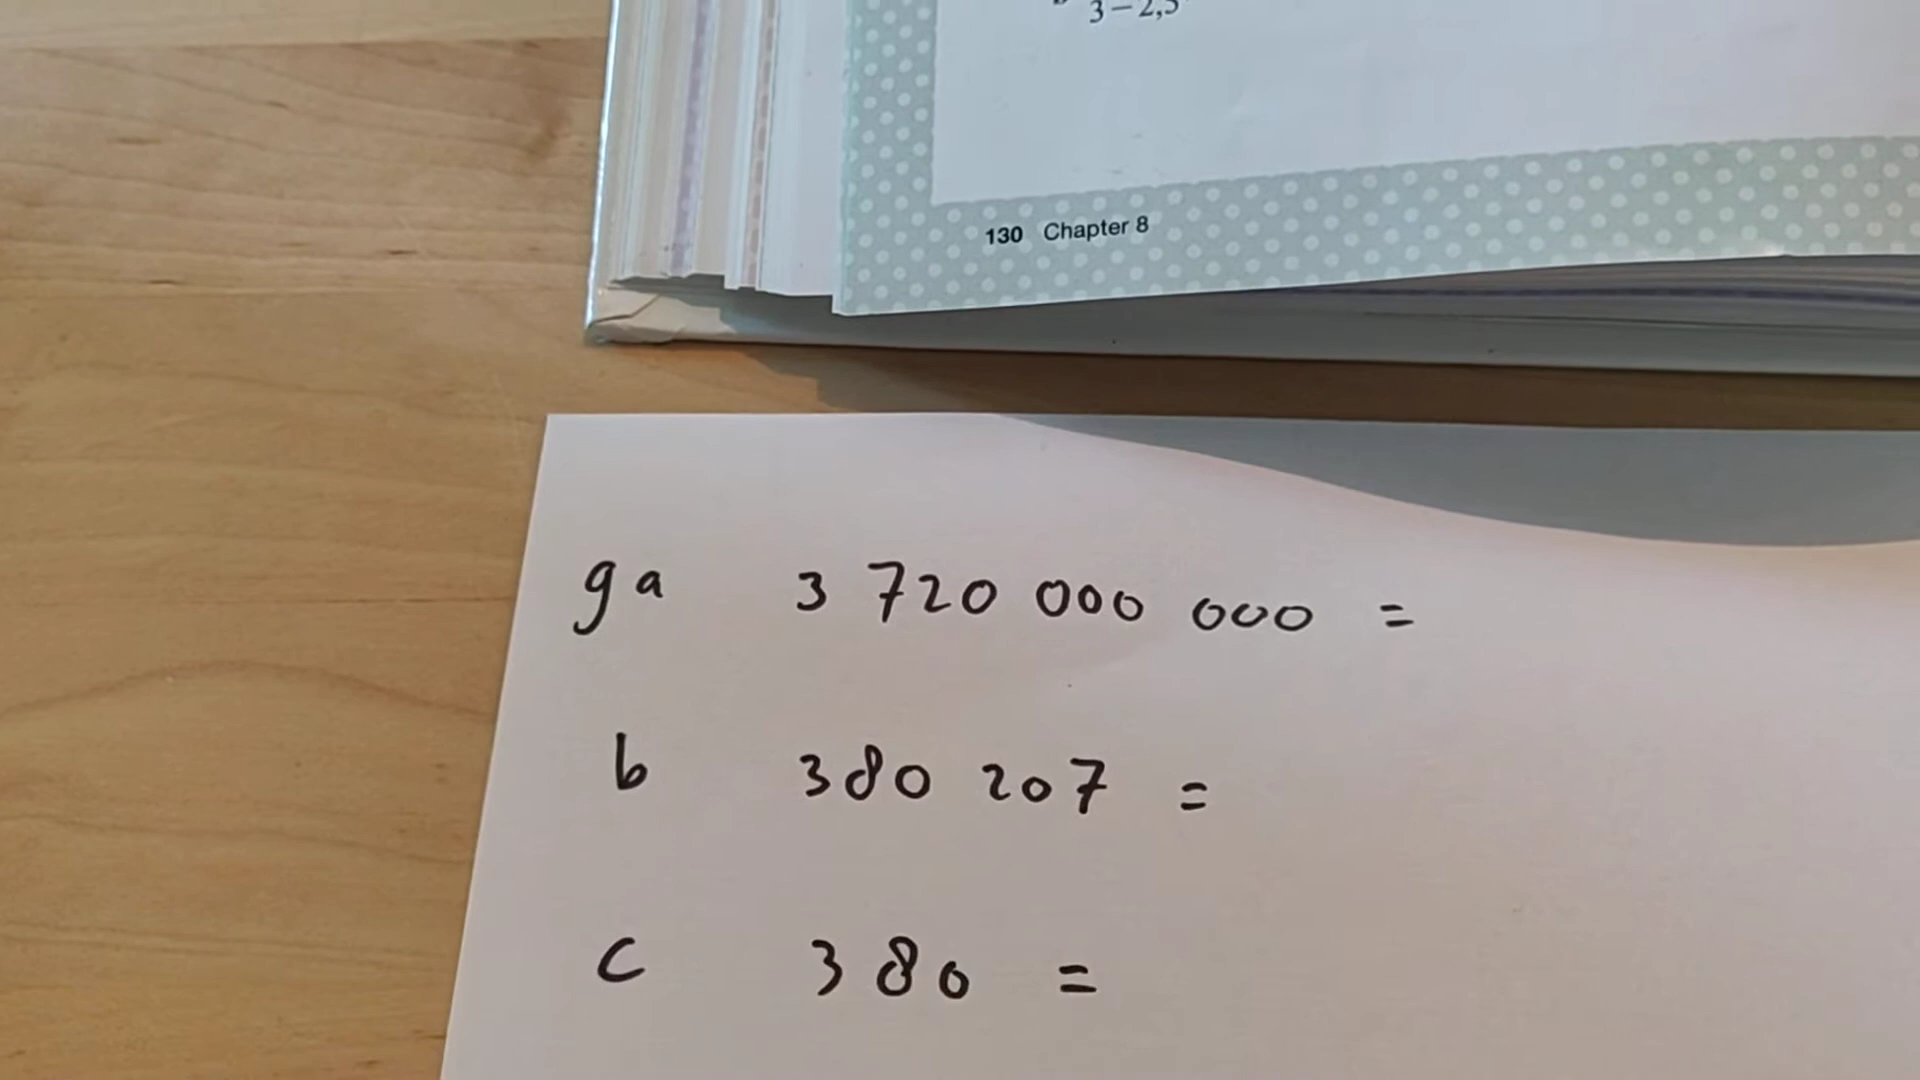 3 – 2,5
130 Chapter 8
9a 3 720 000 000 =
b 380 207 =
c 380 =